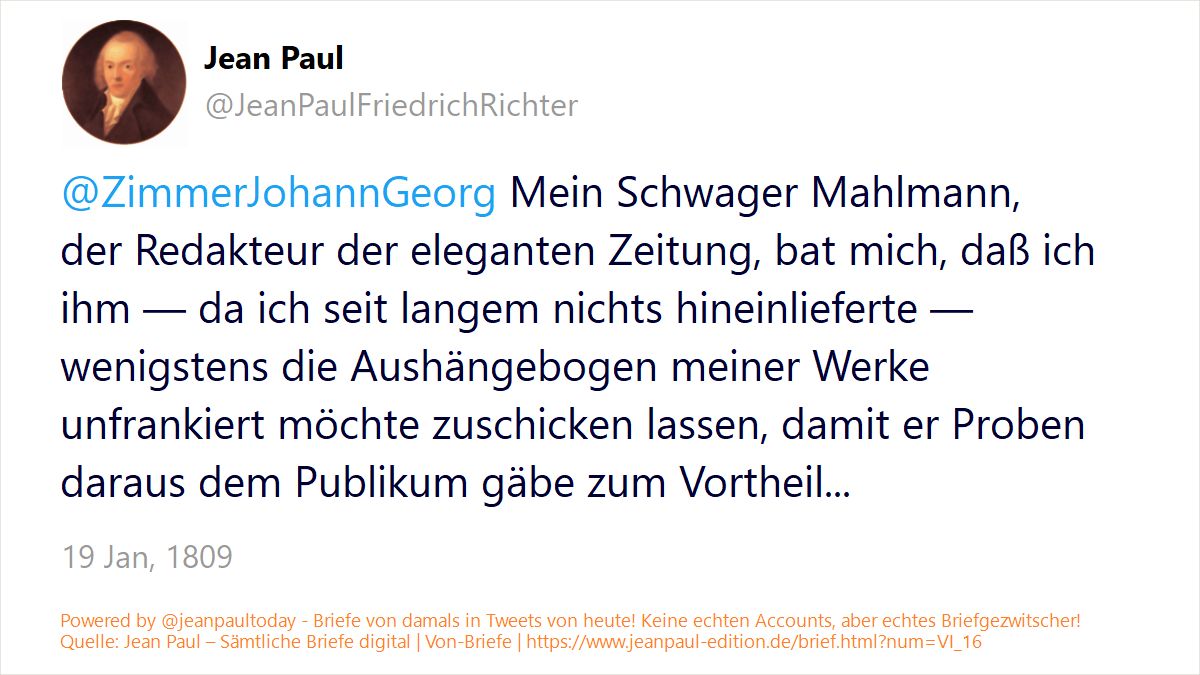 Jean Paul
@JeanPaulFriedrichRichter
@ZimmerJohannGeorg Mein Schwager Mahlmann,
der Redakteur der eleganten Zeitung, bat mich, daß ich
ihm — da ich seit langem nichts hineinlieferte —
wenigstens die Aushängebogen meiner Werke
unfrankiert möchte zuschicken lassen, damit er Proben
daraus dem Publikum gäbe zum Vortheil...
19 Jan, 1809
Powered by @jeanpaultoday - Briefe von damals in Tweets von heute! Keine echten Accounts, aber echtes Briefgezwitscher!
Quelle: Jean Paul – Sämtliche Briefe digital | Von-Briefe | https://www.jeanpaul-edition.de/brief.html?num=VI_16